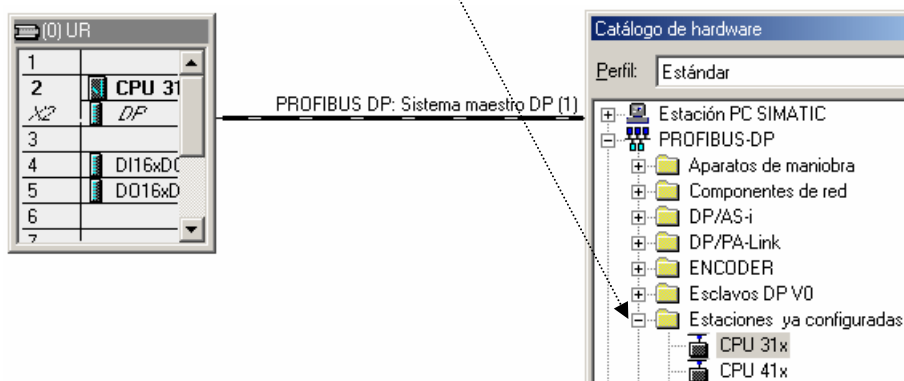 (0) UR
1
2 CPU 31
X2 DP
3
4 DI16xD
5 DO16xD
6
7
PROFIBUS DP: Sistema maestro DP (1)
Catálogo de hardware
Perfil: Estándar
Estación PC SIMATIC
PROFIBUS-DP
Aparatos de maniobra
Componentes de red
DP/AS-i
DP/PA-Link
ENCODER
Esclavos DP V0
Estaciones ya configuradas
CPU 31x
CPU 41x